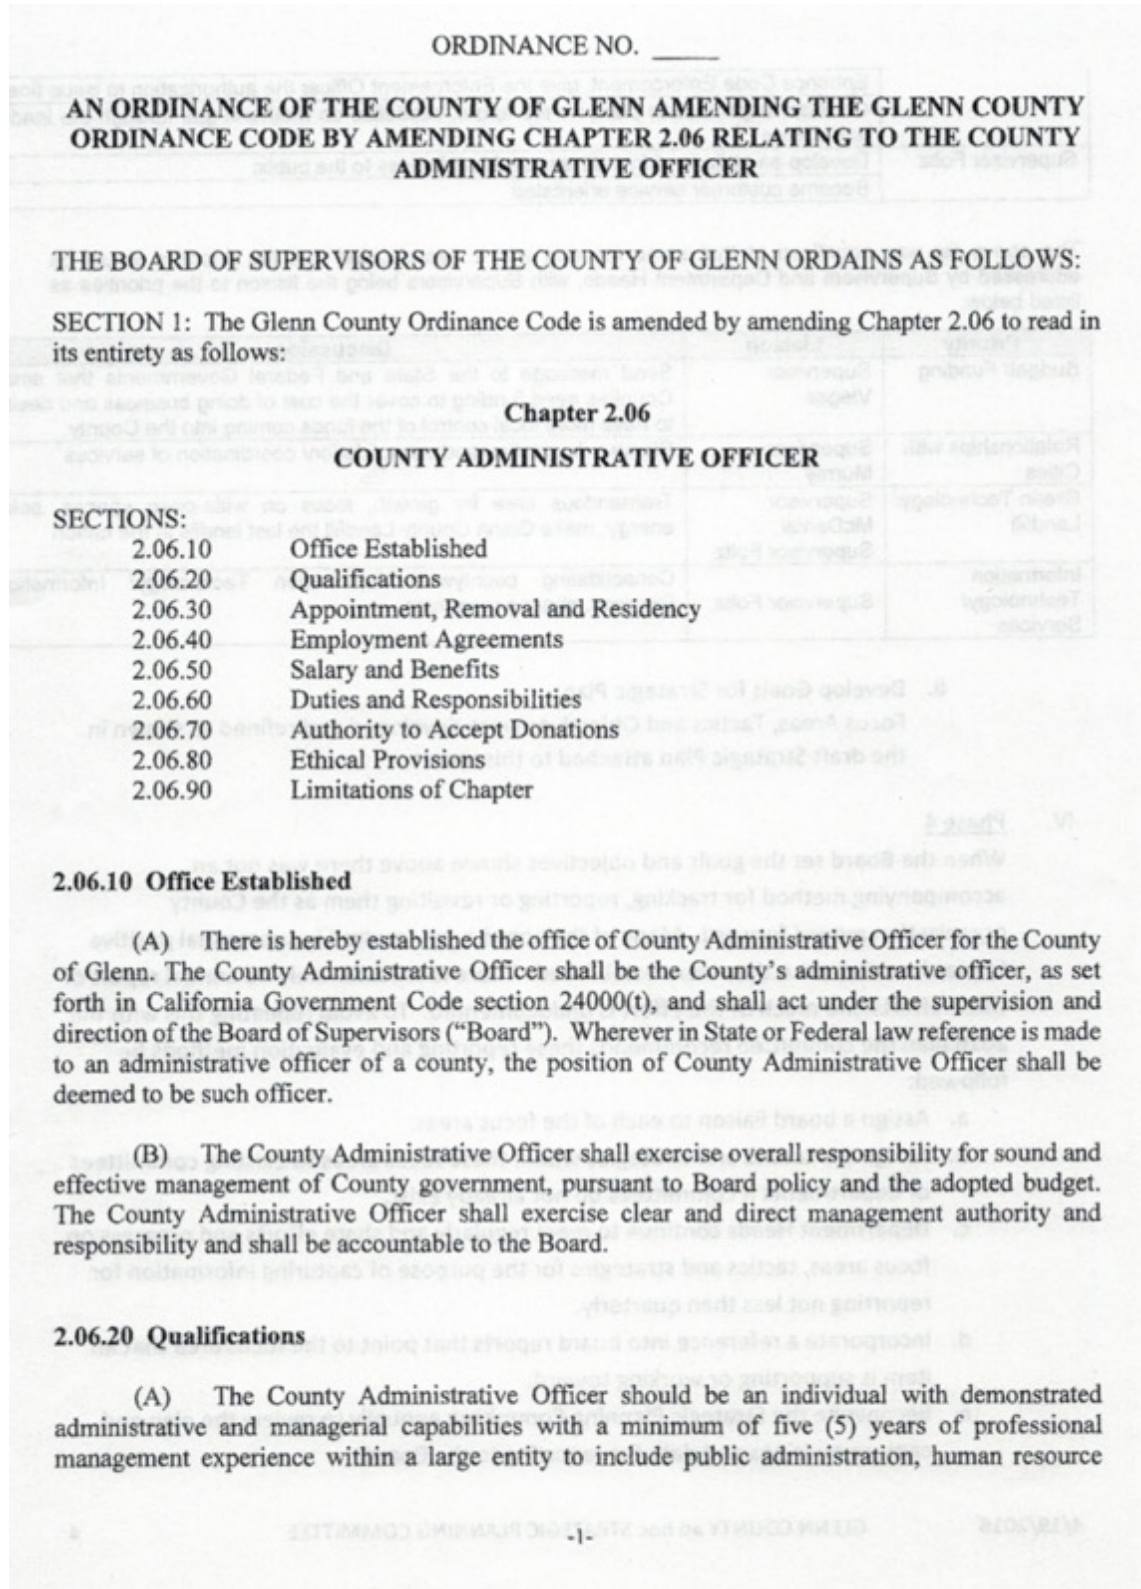 ORDINANCE NO. _____
AN ORDINANCE OF THE COUNTY OF GLENN AMENDING THE GLENN COUNTY
ORDINANCE CODE BY AMENDING CHAPTER 2.06 RELATING TO THE COUNTY
ADMINISTRATIVE OFFICER
THE BOARD OF SUPERVISORS OF THE COUNTY OF GLENN ORDAINS AS FOLLOWS:
SECTION 1: The Glenn County Ordinance Code is amended by amending Chapter 2.06 to read in
its entirety as follows:
Chapter 2.06
COUNTY ADMINISTRATIVE OFFICER
SECTIONS:
2.06.10 Office Established
2.06.20 Qualifications
2.06.30 Appointment, Removal and Residency
2.06.40 Employment Agreements
2.06.50 Salary and Benefits
2.06.60 Duties and Responsibilities
2.06.70 Authority to Accept Donations
2.06.80 Ethical Provisions
2.06.90 Limitations of Chapter
2.06.10 Office Established
(A) There is hereby established the office of County Administrative Officer for the County
of Glenn. The County Administrative Officer shall be the County's administrative officer, as set
forth in California Government Code section 24000(t), and shall act under the supervision and
direction of the Board of Supervisors ("Board"). Wherever in State or Federal law reference is made
to an administrative officer of a county, the position of County Administrative Officer shall be
deemed to be such officer.
(B) The County Administrative Officer shall exercise overall responsibility for sound and
effective management of County government, pursuant to Board policy and the adopted budget.
The County Administrative Officer shall exercise clear and direct management authority and
responsibility and shall be accountable to the Board.
2.06.20 Qualifications
(A) The County Administrative Officer should be an individual with demonstrated
administrative and managerial capabilities with a minimum of five (5) years of professional
management experience within a large entity to include public administration, human resource
-1-